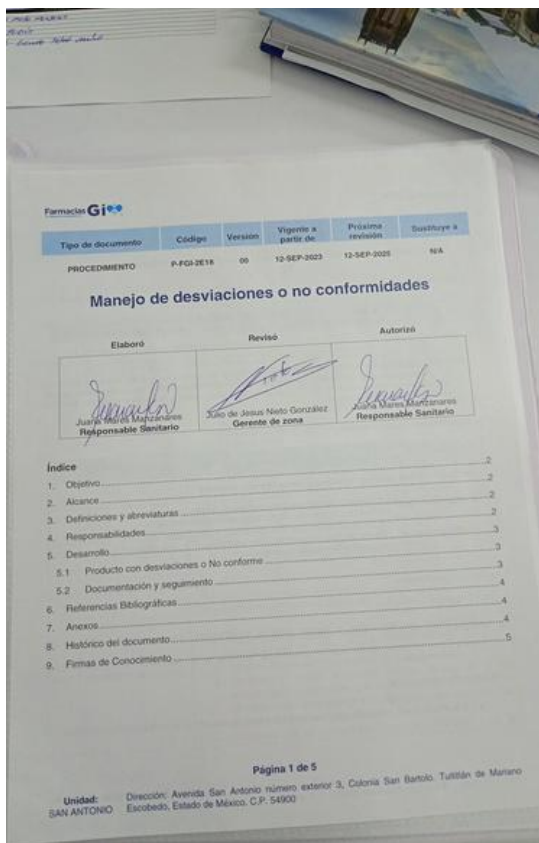 Farmacias Gi
Tipo de documento Código Versión Vigente a partir de Próxima revisión Sustituye a
PROCEDIMIENTO P-FGI-2E18 00 12-SEP-2023 12-SEP-2025 N/A
Manejo de desviaciones o no conformidades
Elaboró Revisó Autorizó
Juana Mares Manzanares Julio de Jesus Nieto González Juana Mares Manzanares
Responsable Sanitario Gerente de zona Responsable Sanitario
Índice
1. Objetivo 2
2. Alcance 2
3. Definiciones y abreviaturas 2
4. Responsabilidades 2
5. Desarrollo 3
5.1 Producto con desviaciones o No conforme 3
5.2 Documentación y seguimiento 3
6. Referencias Bibliográficas 4
7. Anexos 4
8. Histórico del documento 4
9. Firmas de Conocimiento 5
Página 1 de 5
Unidad: Dirección: Avenida San Antonio número exterior 3, Colonia San Bartolo. Tultitlán de Mariano
SAN ANTONIO Escobedo, Estado de México. C.P. 54900